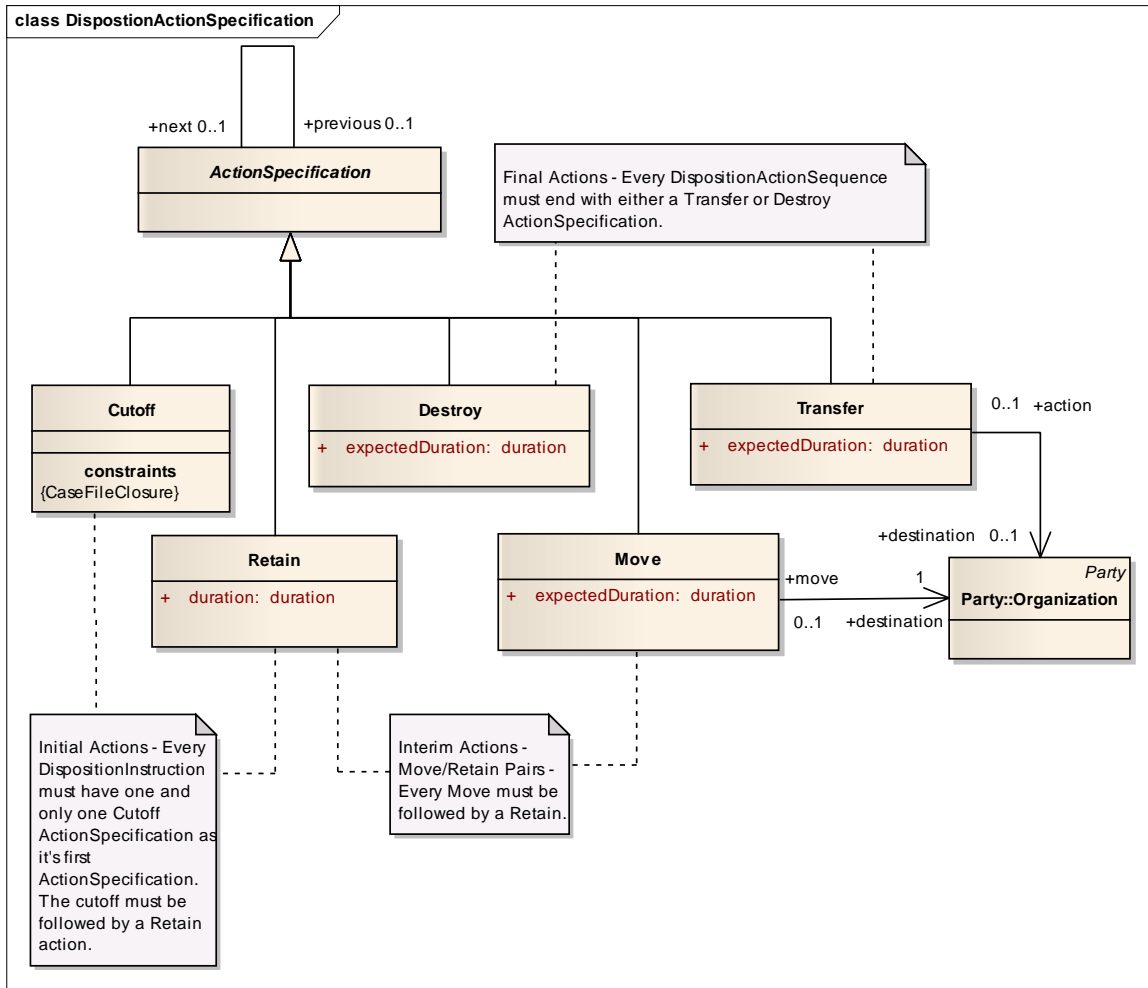 class DispostionActionSpecification
+next 0..1
+previous 0..1
ActionSpecification
Final Actions - Every DispositionActionSequence
must end with either a Transfer or Destroy
ActionSpecification.
Cutoff
constraints
{CaseFileClosure}
Destroy
+ expectedDuration: duration
Transfer
+ expectedDuration: duration
0..1 +action
+destination 0..1
Retain
+ duration: duration
Move
+ expectedDuration: duration
+move 1
0..1 +destination
Party
Party::Organization
Initial Actions - Every
DispositionInstruction
must have one and
only one Cutoff
ActionSpecification as
it's first
ActionSpecification.
The cutoff must be
followed by a Retain
action.
Interim Actions -
Move/Retain Pairs -
Every Move must be
followed by a Retain.